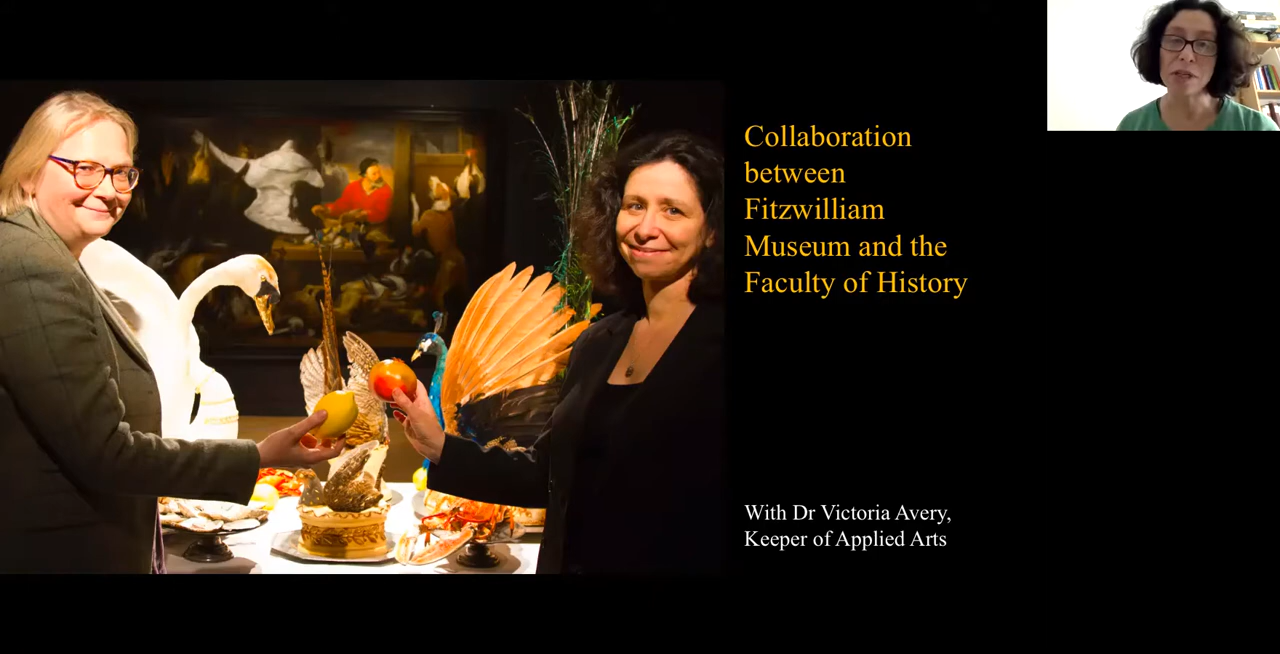 Collaboration
between
Fitzwilliam
Museum and the
Faculty of History
With Dr Victoria Avery,
Keeper of Applied Arts